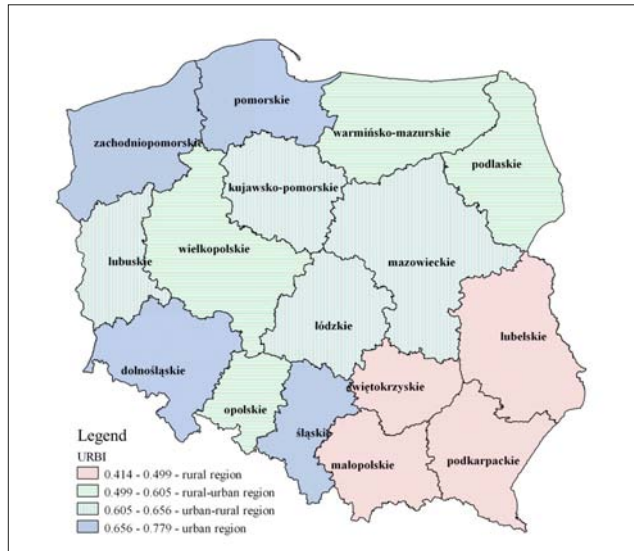 pomorskie
warmińsko-mazurskie
zachodniopomorskie
podlaskie
kujawsko-pomorskie
wielkopolskie
lubuskie
mazowieckie
łódzkie
lubelskie
dolnośląskie
więtokrzyskie
opolskie
śląskie
małopolskie
podkarpackie
Legend
URBI
0.414 - 0.499 - rural region
0.499 - 0.605 - rural-urban region
0.605 - 0.656 - urban-rural region
0.656 - 0.779 - urban region